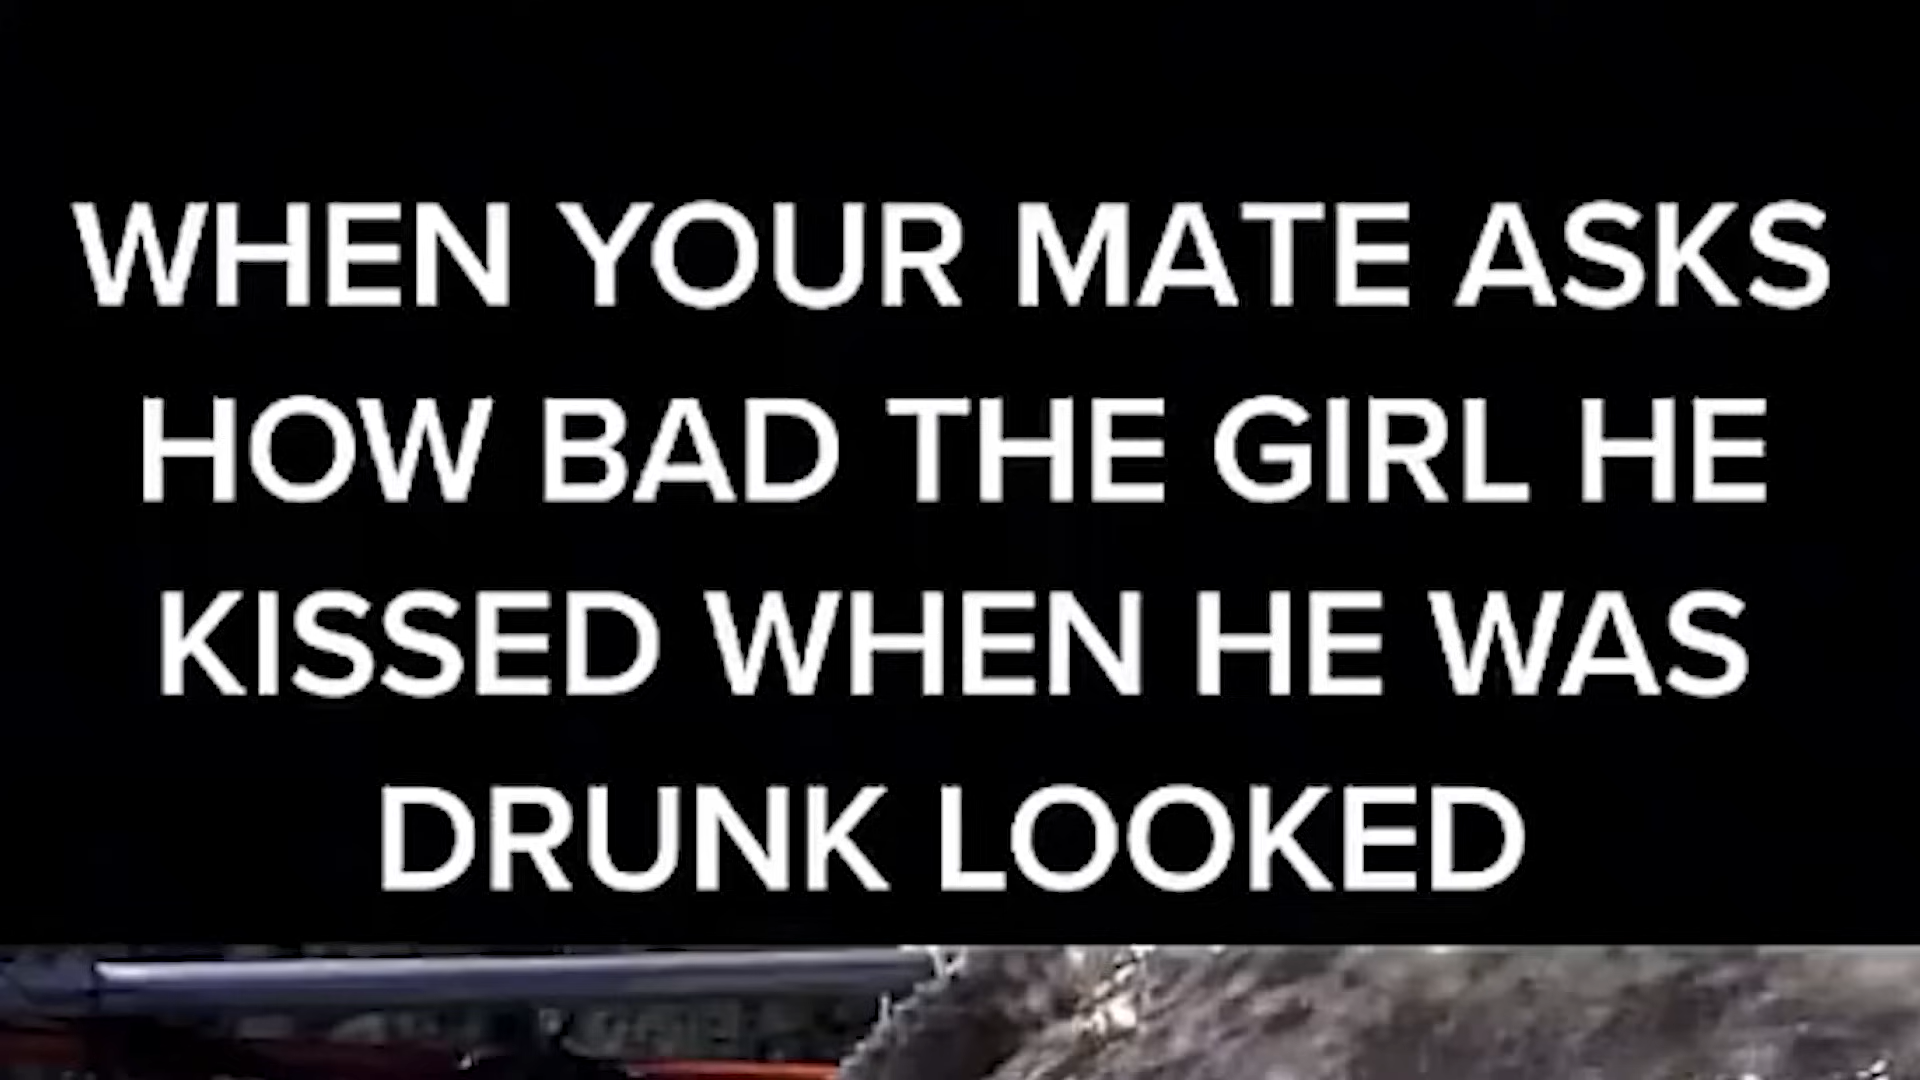 WHEN YOUR MATE ASKS
HOW BAD THE GIRL HE
KISSED WHEN HE WAS
DRUNK LOOKED